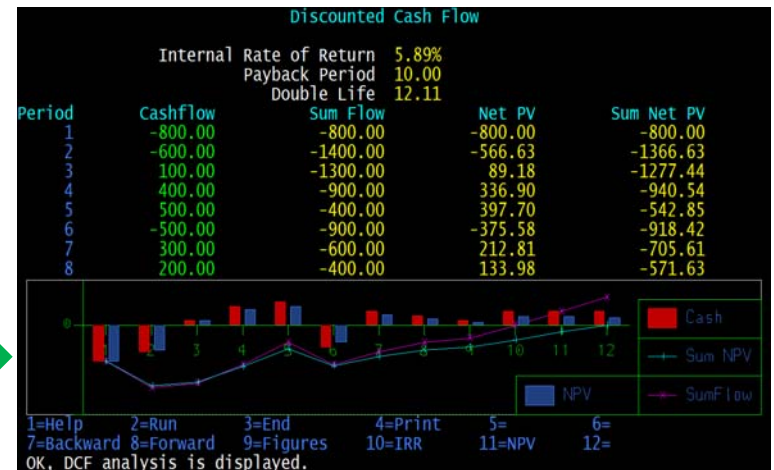 Discounted Cash Flow
Internal Rate of Return 5.89%
Payback Period 10.00
Double Life 12.11
Period Cashflow Sum Flow Net PV Sum Net PV
1 -800.00 -800.00 -800.00 -800.00
2 -600.00 -1400.00 -566.63 -1366.63
3 100.00 -1300.00 89.18 -1277.44
4 400.00 -900.00 336.90 -940.54
5 500.00 -400.00 397.70 -542.85
6 -500.00 -900.00 -375.58 -918.42
7 300.00 -600.00 212.81 -705.61
8 200.00 -400.00 133.98 -571.63
0
1 2 3 4 5 6 7 8 9 10 11 12
Cash
Sum NPV
NPV SumFlow
1=Help 2=Run 3=End 4=Print 5= 6=
7=Backward 8=Forward 9=Figures 10=IRR 11=NPV 12=
OK, DCF analysis is displayed.